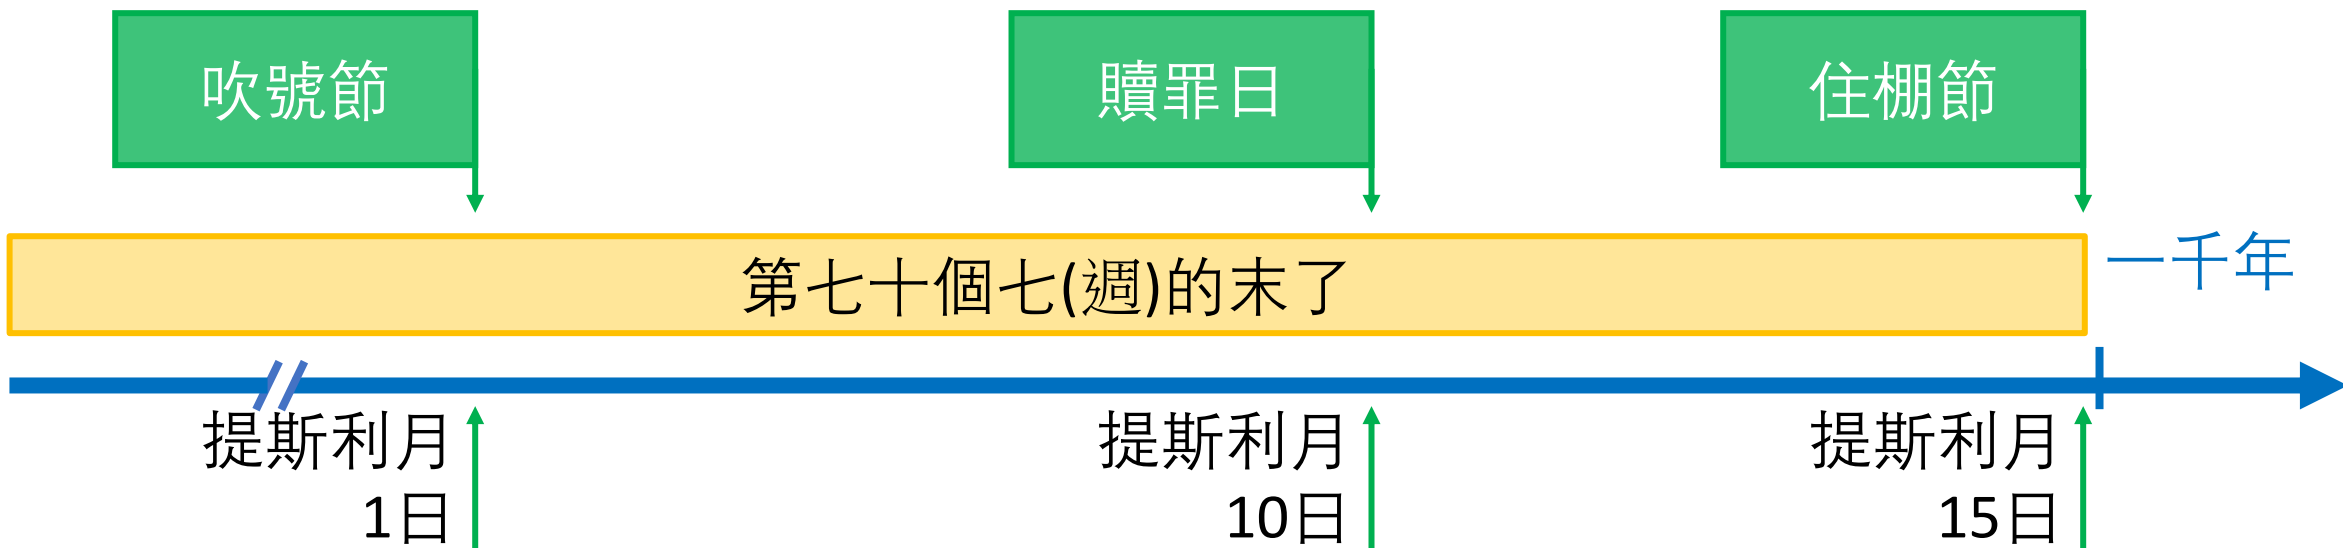 吹號節
贖罪日
住棚節
第七十個七(週)的末了
一千年
提斯利月
1日
提斯利月
10日
提斯利月
15日